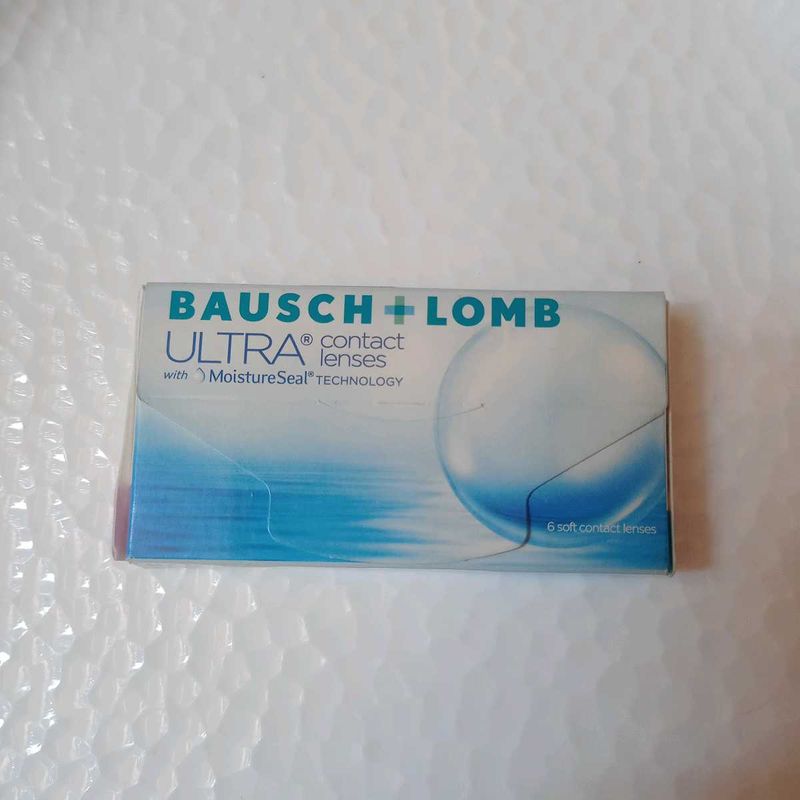 BAUSCH + LOMB
ULTRA® contact lenses
with MoistureSeal® TECHNOLOGY
6 soft contact lenses